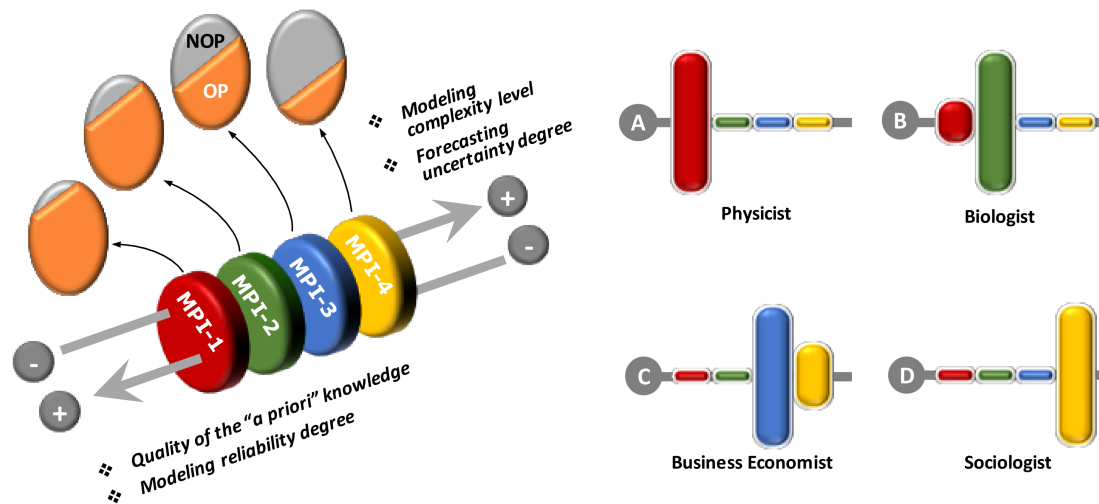 NOP
OP
❖ Modeling
complexity level
❖ Forecasting
uncertainty degree
+
-
MPI-1
MPI-2
MPI-3
MPI-4
-
+
❖ Quality of the “a priori” knowledge
❖ Modeling reliability degree
A
Physicist
B
Biologist
C
Business Economist
D
Sociologist